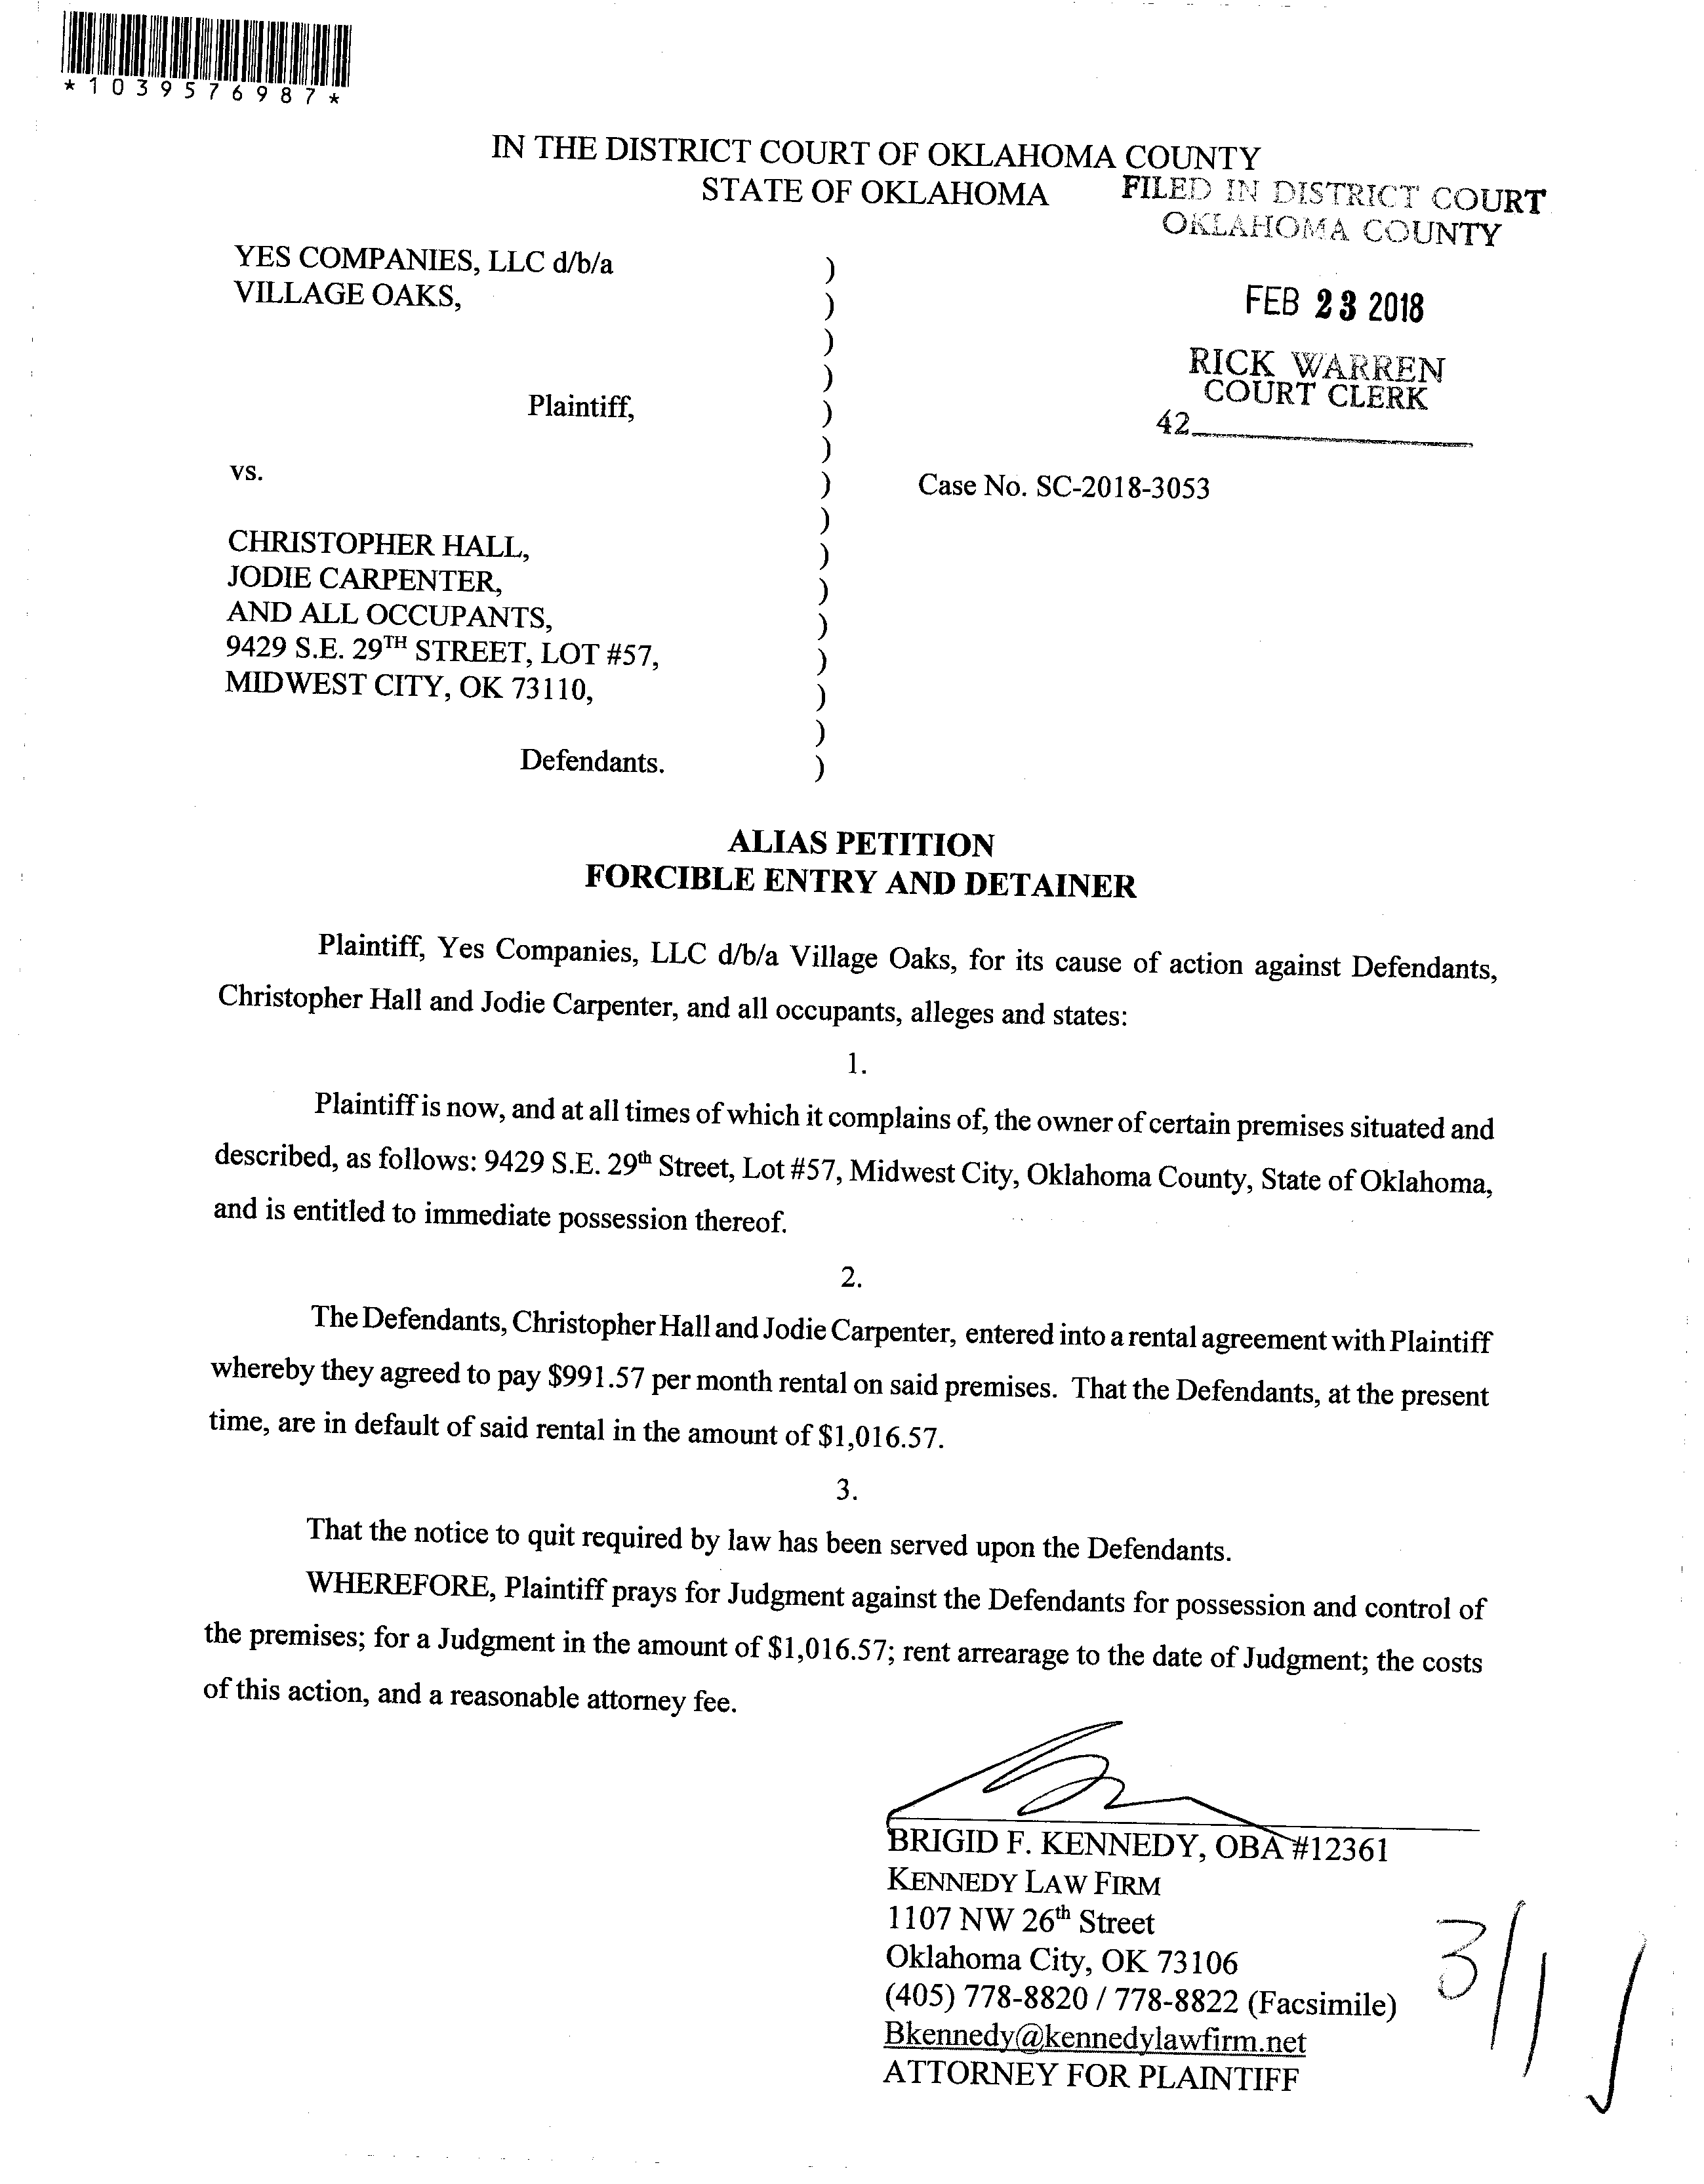 *1039576987*
IN THE DISTRICT COURT OF OKLAHOMA COUNTY
STATE OF OKLAHOMA
FILED IN DISTRICT COURT
OKLAHOMA COUNTY
FEB 23 2018
RICK WARREN
COURT CLERK
42
YES COMPANIES, LLC d/b/a )
VILLAGE OAKS, )
)
)
Plaintiff, )
)
vs. ) Case No. SC-2018-3053
)
CHRISTOPHER HALL, )
JODIE CARPENTER, )
AND ALL OCCUPANTS, )
9429 S.E. 29TH STREET, LOT #57, )
MIDWEST CITY, OK 73110, )
)
Defendants. )
ALIAS PETITION
FORCIBLE ENTRY AND DETAINER
Plaintiff, Yes Companies, LLC d/b/a Village Oaks, for its cause of action against Defendants,
Christopher Hall and Jodie Carpenter, and all occupants, alleges and states:
1.
Plaintiff is now, and at all times of which it complains of, the owner of certain premises situated and
described, as follows: 9429 S.E. 29th Street, Lot #57, Midwest City, Oklahoma County, State of Oklahoma,
and is entitled to immediate possession thereof.
2.
The Defendants, Christopher Hall and Jodie Carpenter, entered into a rental agreement with Plaintiff
whereby they agreed to pay $991.57 per month rental on said premises. That the Defendants, at the present
time, are in default of said rental in the amount of $1,016.57.
3.
That the notice to quit required by law has been served upon the Defendants.
WHEREFORE, Plaintiff prays for Judgment against the Defendants for possession and control of
the premises; for a Judgment in the amount of $1,016.57; rent arrearage to the date of Judgment; the costs
of this action, and a reasonable attorney fee.
BRIGID F. KENNEDY, OBA #12361
KENNEDY LAW FIRM
1107 NW 26th Street
Oklahoma City, OK 73106
(405) 778-8820 / 778-8822 (Facsimile)
Bkennedy@kennedylawfirm.net
ATTORNEY FOR PLAINTIFF
3/1